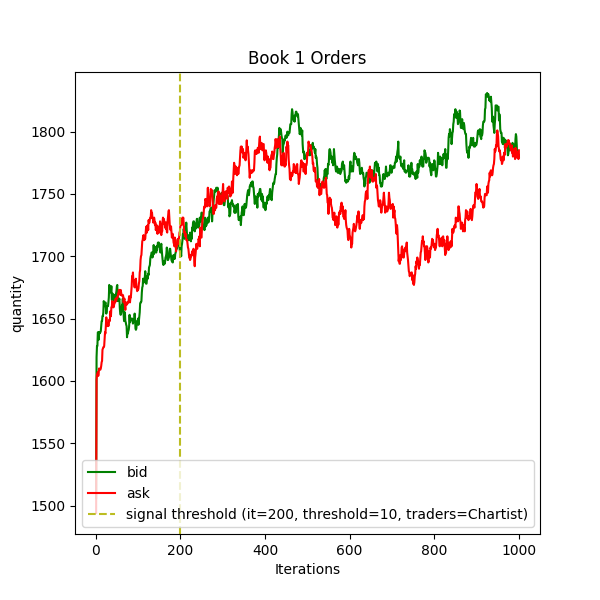 Book 1 Orders
quantity
1800
1750
1700
1650
1600
1550
1500
bid
ask
signal threshold (it=200, threshold=10, traders=Chartist)
0 200 400 600 800 1000
Iterations